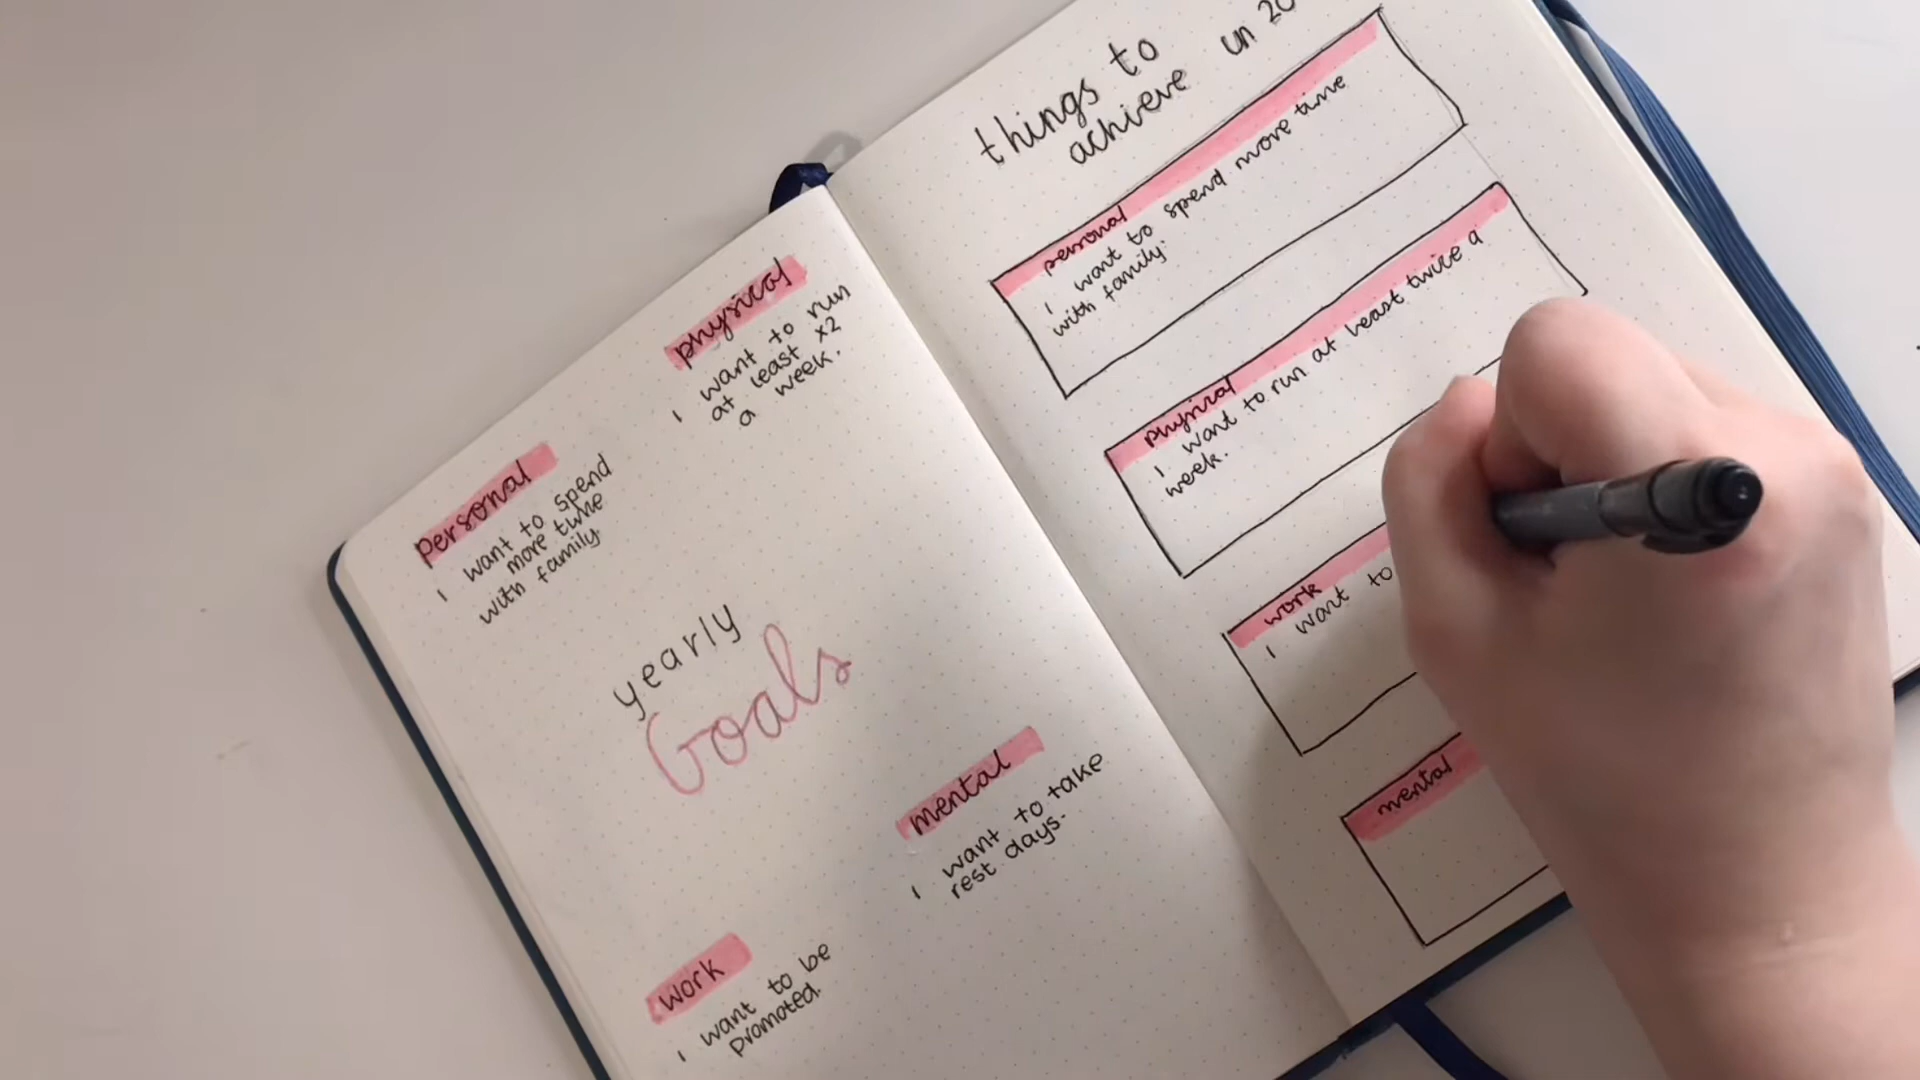 personal
I want to spend
more time
with family
physical
I want to run
at least x2
a week.
yearly
Goals
mental
I want to take
rest days.
work
I want to be
promoted.
things to
achieve in 20
personal
I want to spend more time
with family.
physical
I want to run at least twice a
week.
work
I want to
mental